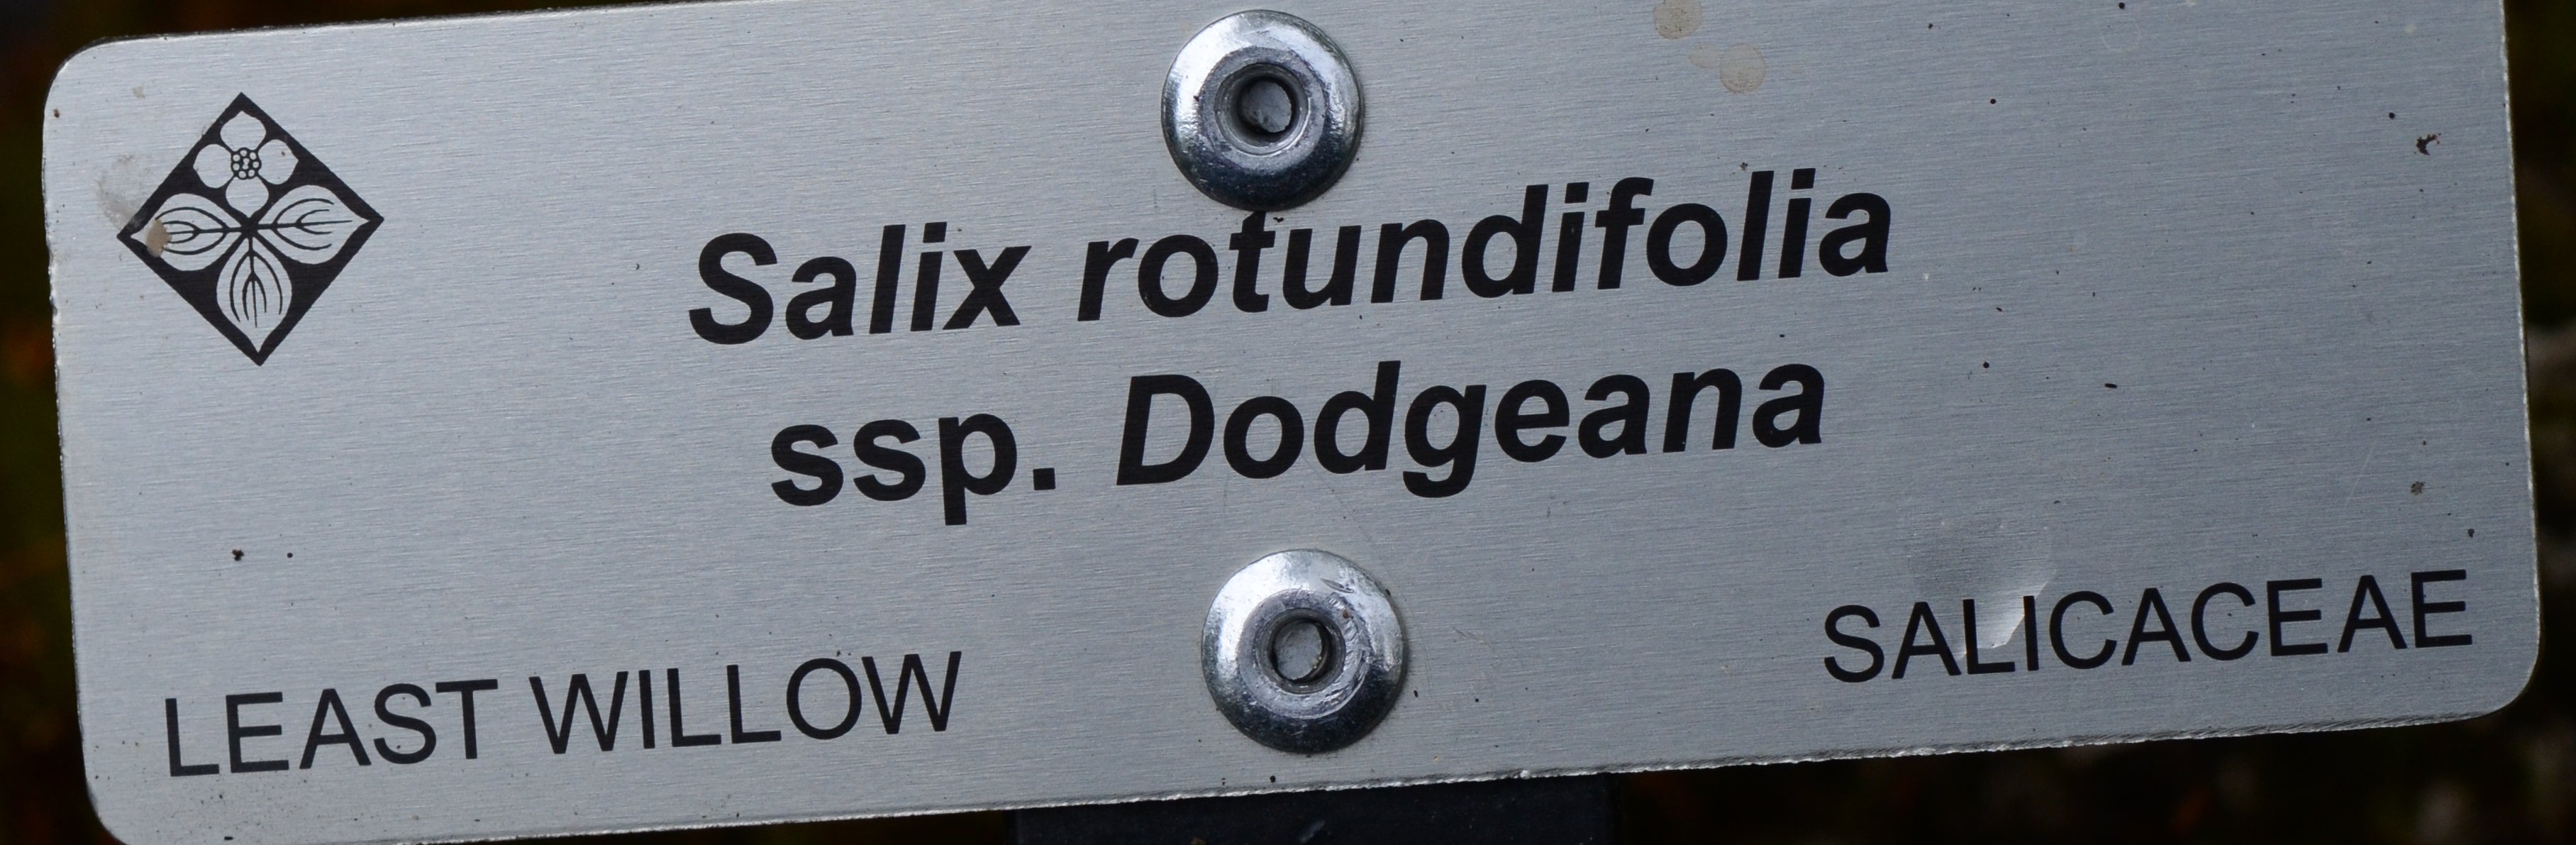 Salix rotundifolia
ssp. Dodgeana
LEAST WILLOW
SALICACEAE